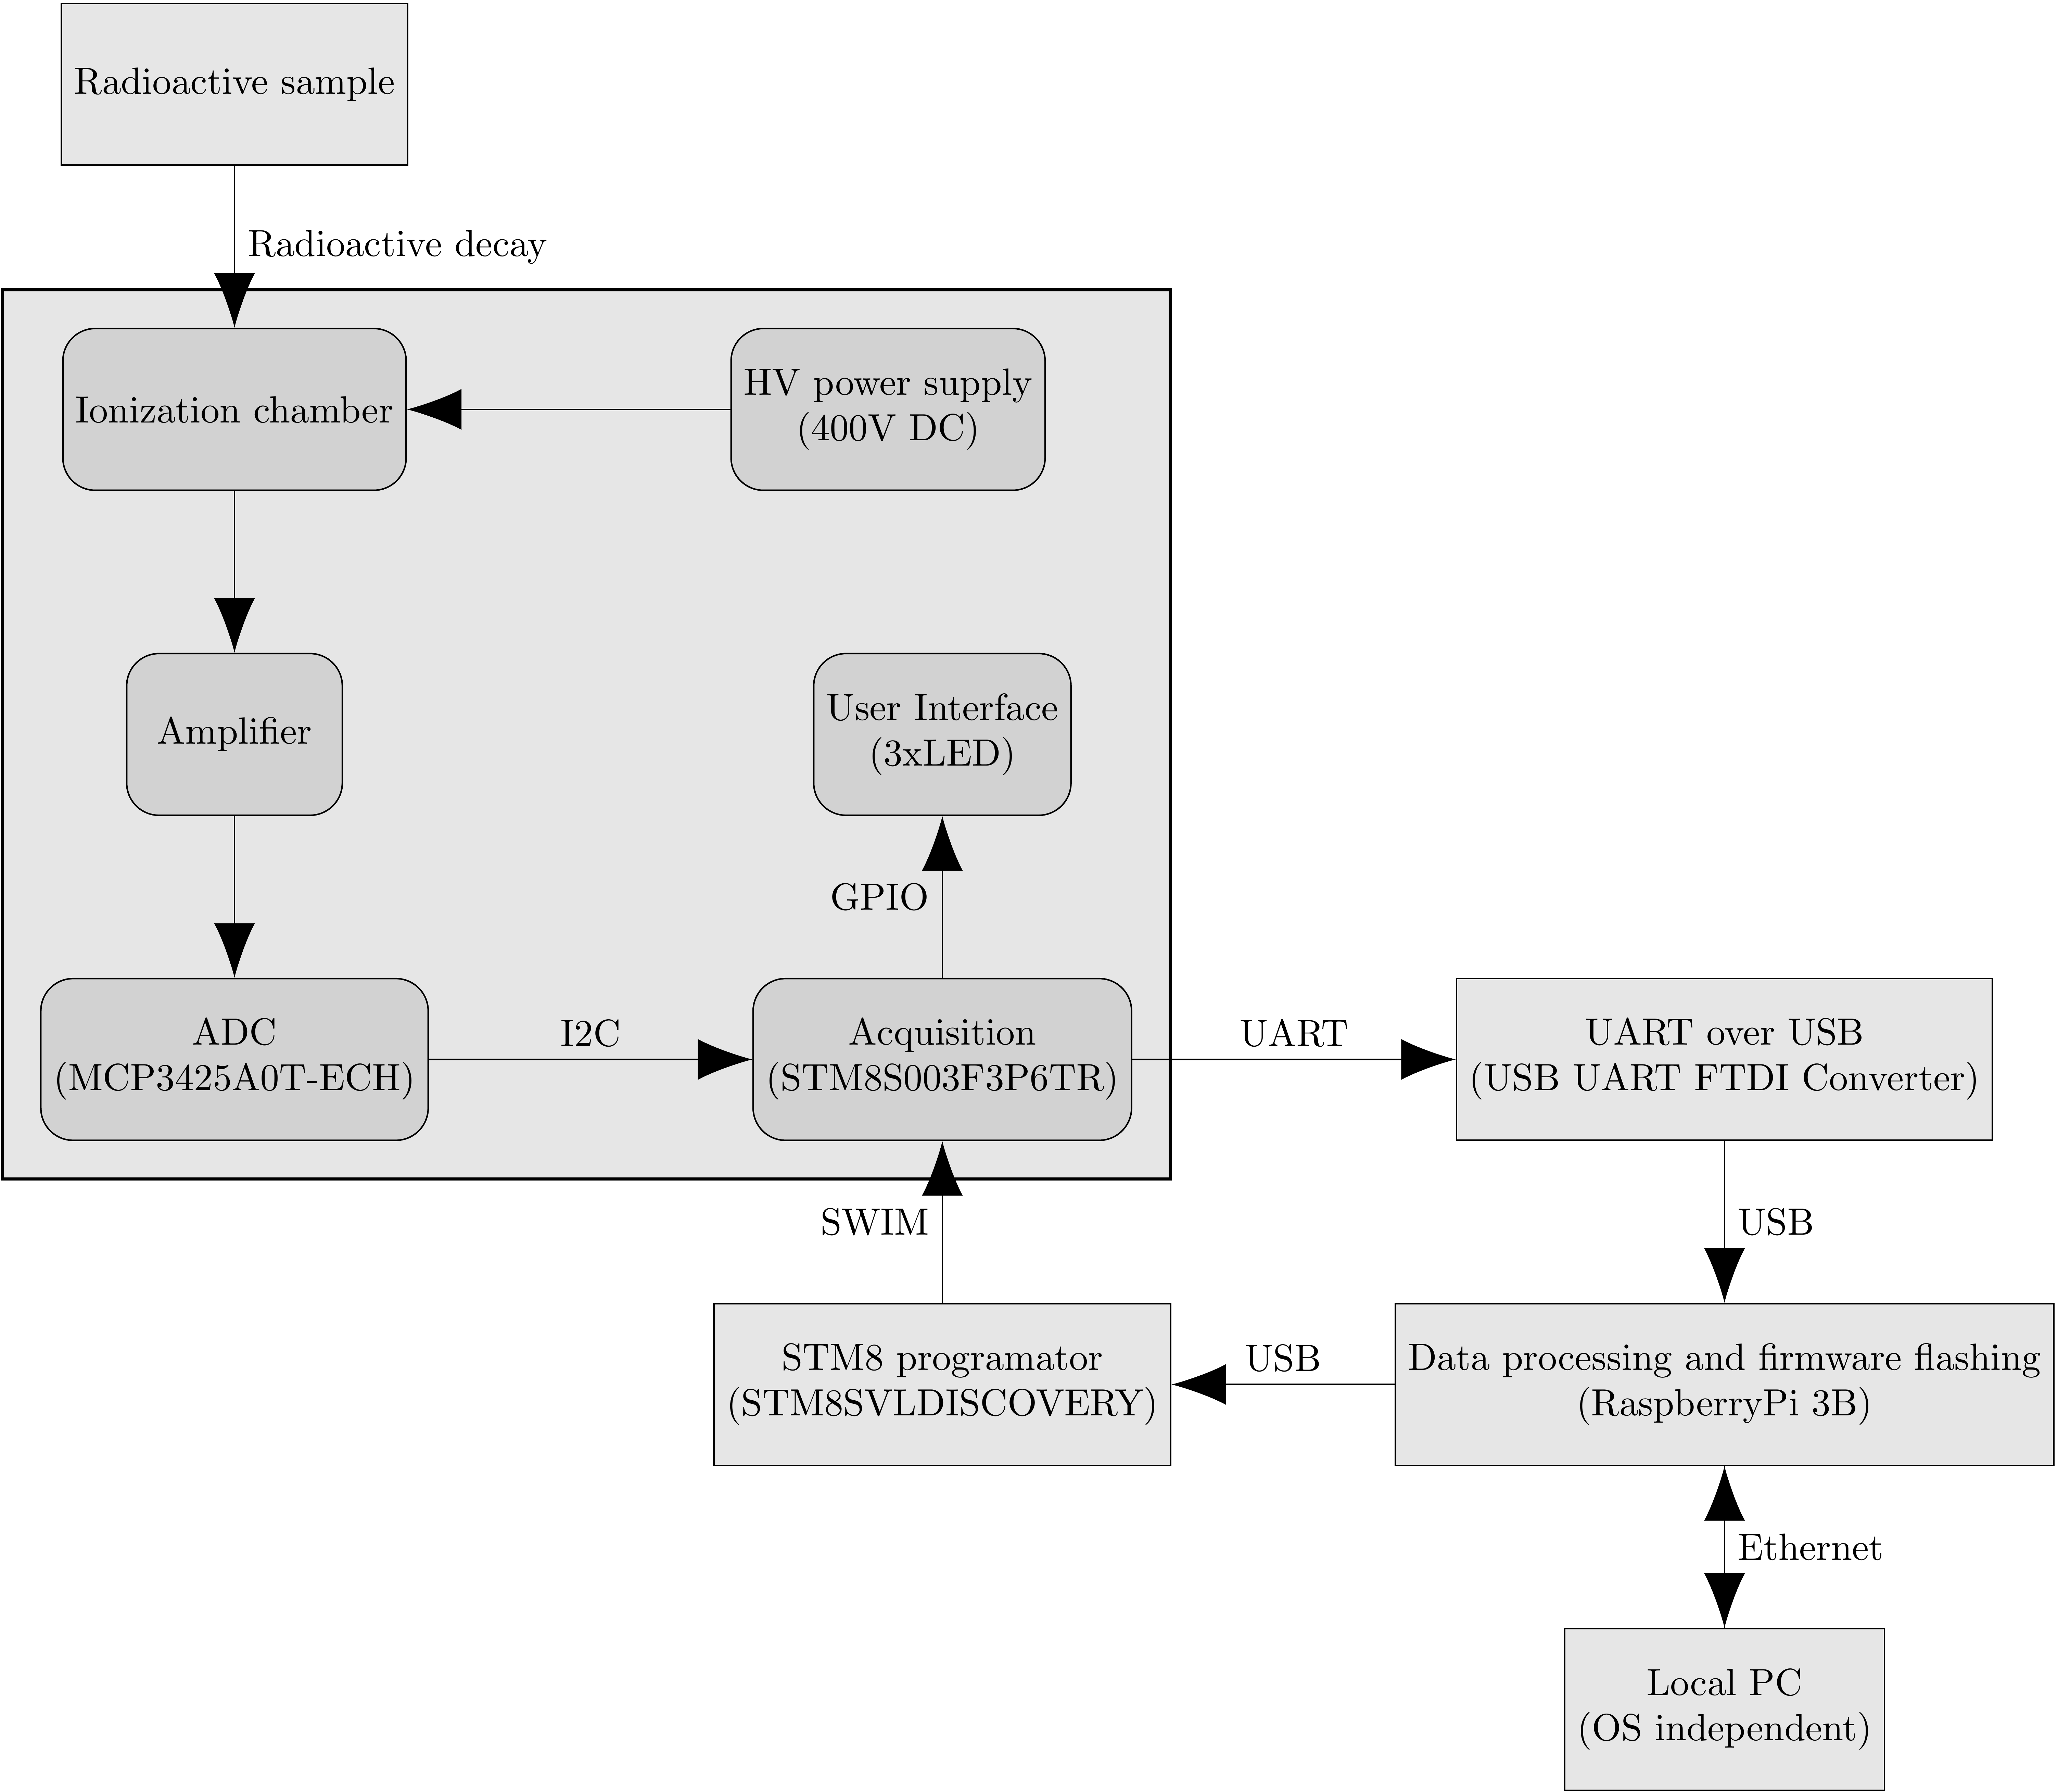 Radioactive sample
Radioactive decay
Ionization chamber
HV power supply
(400V DC)
Amplifier
User Interface
(3xLED)
GPIO
ADC
(MCP3425A0T-ECH)
I2C
Acquisition
(STM8S003F3P6TR)
UART
UART over USB
(USB UART FTDI Converter)
SWIM
USB
STM8 programator
(STM8SVLDISCOVERY)
USB
Data processing and firmware flashing
(RaspberryPi 3B)
Ethernet
Local PC
(OS independent)